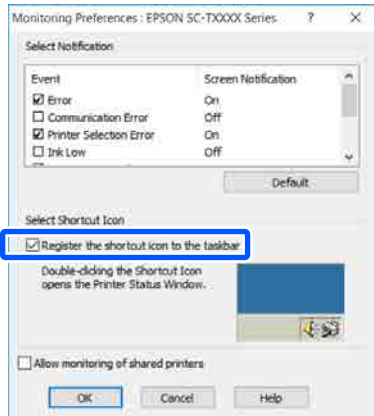 Monitoring Preferences : EPSON SC-TXXXX Series
Select Notification
Event Screen Notification
Error On
Communication Error Off
Printer Selection Error On
Ink Low Off
Default
Select Shortcut Icon
Register the shortcut icon to the taskbar
Double-clicking the Shortcut Icon
opens the Printer Status Window.
Allow monitoring of shared printers
OK Cancel Help